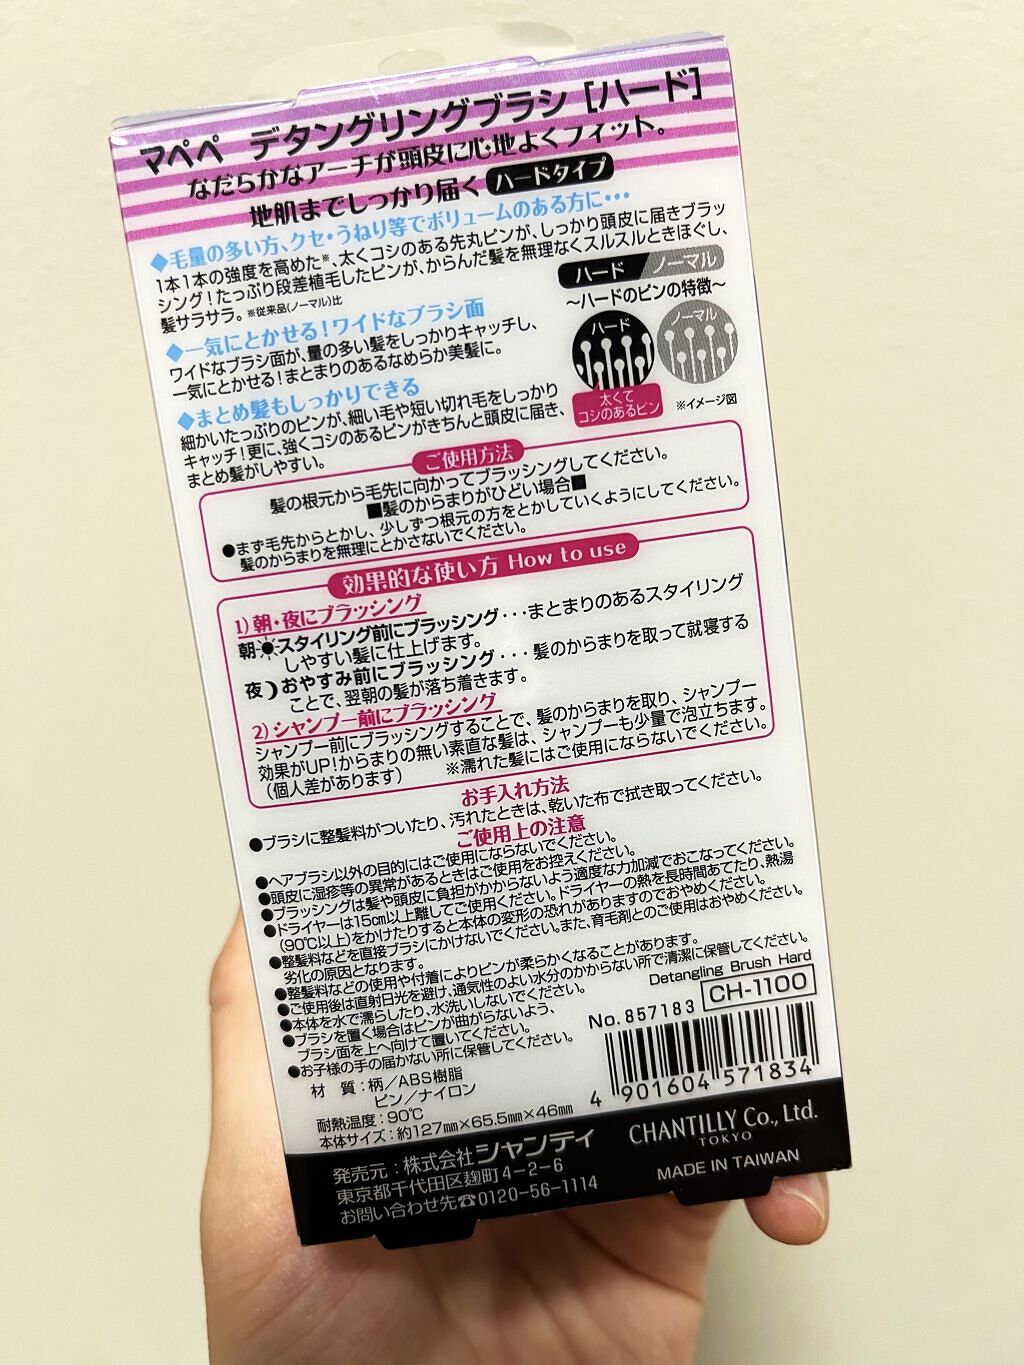 マペペ デタングリングブラシ[ハード]
なだらかなアーチが頭皮に心地よくフィット。
地肌までしっかり届く ハードタイプ
◆毛量の多い方、クセ・うねり等でボリュームのある方に・・・
1本1本の強度を高めた※、太くコシのある先丸ピンが、しっかり頭皮に届きブラッ
シング!たっぷり段差植毛したピンが、からんだ髪を無理なくスルスルときほぐし、
髪サラサラ。※従来品(ノーマル)比
ハード/ノーマル
〜ハードのピンの特徴〜
ハード
ノーマル
太くて
コシのあるピン
※イメージ図
◆一気にとかせる!ワイドなブラシ面
ワイドなブラシ面が、量の多い髪をしっかりキャッチし、
一気にとかせる!まとまりのあるなめらか美髪に。
◆まとめ髪もしっかりできる
細かいたっぷりのピンが、細い毛や短い切れ毛をしっかり
キャッチ!更に、強くコシのあるピンがきちんと頭皮に届き、
まとめ髪がしやすい。
ご使用方法
髪の根元から毛先に向かってブラッシングしてください。
■髪のからまりがひどい場合■
●まず毛先からとかし、少しずつ根元の方をとかしていくようにしてください。
髪のからまりを無理にとかさないでください。
効果的な使い方 How to use
1)朝・夜にブラッシング
朝 スタイリング前にブラッシング・・・まとまりのあるスタイリング
しやすい髪に仕上げます。
夜 おやすみ前にブラッシング・・・髪のからまりを取って就寝する
ことで、翌朝の髪が落ち着きます。
2)シャンプー前にブラッシング
シャンプー前にブラッシングすることで、髪のからまりを取り、シャンプー
効果がUP!からまりの無い素直な髪は、シャンプーも少量で泡立ちます。
(個人差があります) ※濡れた髪にはご使用にならないでください。
お手入れ方法
●ブラシに整髪料がついたり、汚れたときは、乾いた布で拭き取ってください。
ご使用上の注意
●ヘアブラシ以外の目的にはご使用にならないでください。
●頭皮に湿疹等の異常があるときはご使用をお控えください。
●ブラッシングは髪や頭皮に負担がかからないよう適度な力加減でおこなってください。
●ドライヤーは15cm以上離してご使用ください。ドライヤーの熱を長時間あてたり、熱湯
(90℃以上)をかけたりすると本体の変形の恐れがありますのでおやめください。
●整髪料などを直接ブラシにかけないでください。また、育毛剤とのご使用はおやめください。
劣化の原因となります。
●整髪料などの使用や付着によりピンが柔らかくなることがあります。
●ご使用後は直射日光を避け、通気性のよい水分のかからない所で清潔に保管してください。
●本体を水で濡らしたり、水洗いしないでください。
●ブラシを置く場合はピンが曲がらないよう、
ブラシ面を上へ向けて置いてください。
●お子様の手の届かない所に保管してください。
Detangling Brush Hard
No.857183 CH-1100
材 質:柄/ABS樹脂
ピン/ナイロン
耐熱温度:90℃
本体サイズ:約127mm×65.5mm×46mm
4 901604 571834
発売元:株式会社シャンティ
東京都千代田区麹町4-2-6
お問い合わせ先☎0120-56-1114
CHANTILLY Co., Ltd.
TOKYO
MADE IN TAIWAN